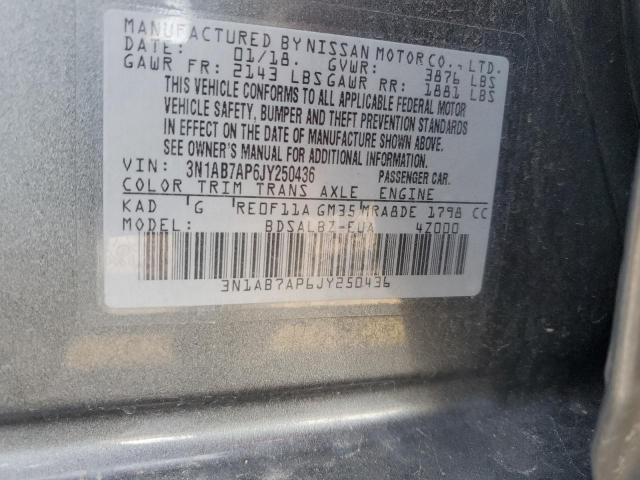 MANUFACTURED BY NISSAN MOTOR CO., LTD.
DATE: 01/18. GVWR: 3876 LBS
GAWR FR: 2143 LBS GAWR RR: 1881 LBS
THIS VEHICLE CONFORMS TO ALL APPLICABLE FEDERAL MOTOR
VEHICLE SAFETY, BUMPER AND THEFT PREVENTION STANDARDS
IN EFFECT ON THE DATE OF MANUFACTURE SHOWN ABOVE.
SEE OWNER'S MANUAL FOR ADDITIONAL INFORMATION.
VIN: 3N1AB7AP6JY250436 PASSENGER CAR.
COLOR TRIM TRANS AXLE ENGINE
KAD G RE0F11A GM35 MRA8DE 1798 CC
MODEL: BDSALBZ-EUA 4Z000
3N1AB7AP6JY250436